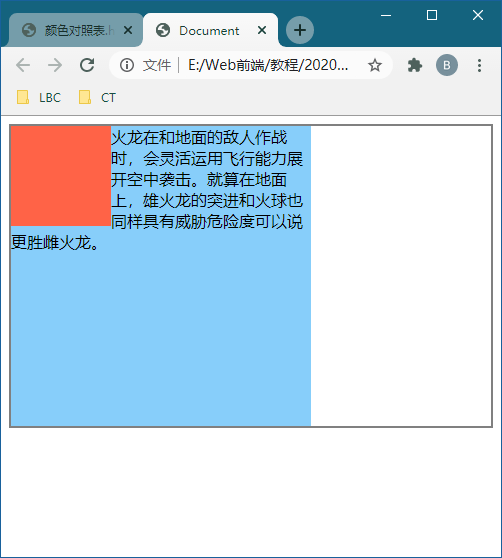 颜色对照表.h
Document
文件
E:/Web前端/教程/2020...
B
LBC
CT
火龙在和地面的敌人作战
时，会灵活运用飞行能力展
开空中袭击。就算在地面
上，雄火龙的突进和火球也
同样具有威胁危险度可以说
更胜雌火龙。